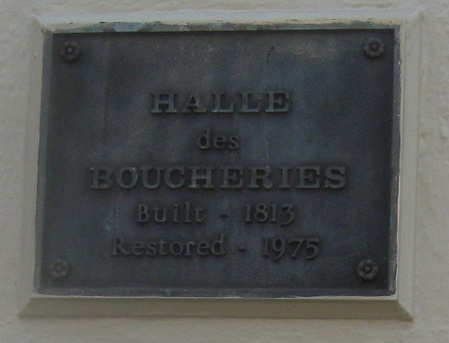 HALLE
des
BOUCHERIES
Built - 1813
Restored - 1975